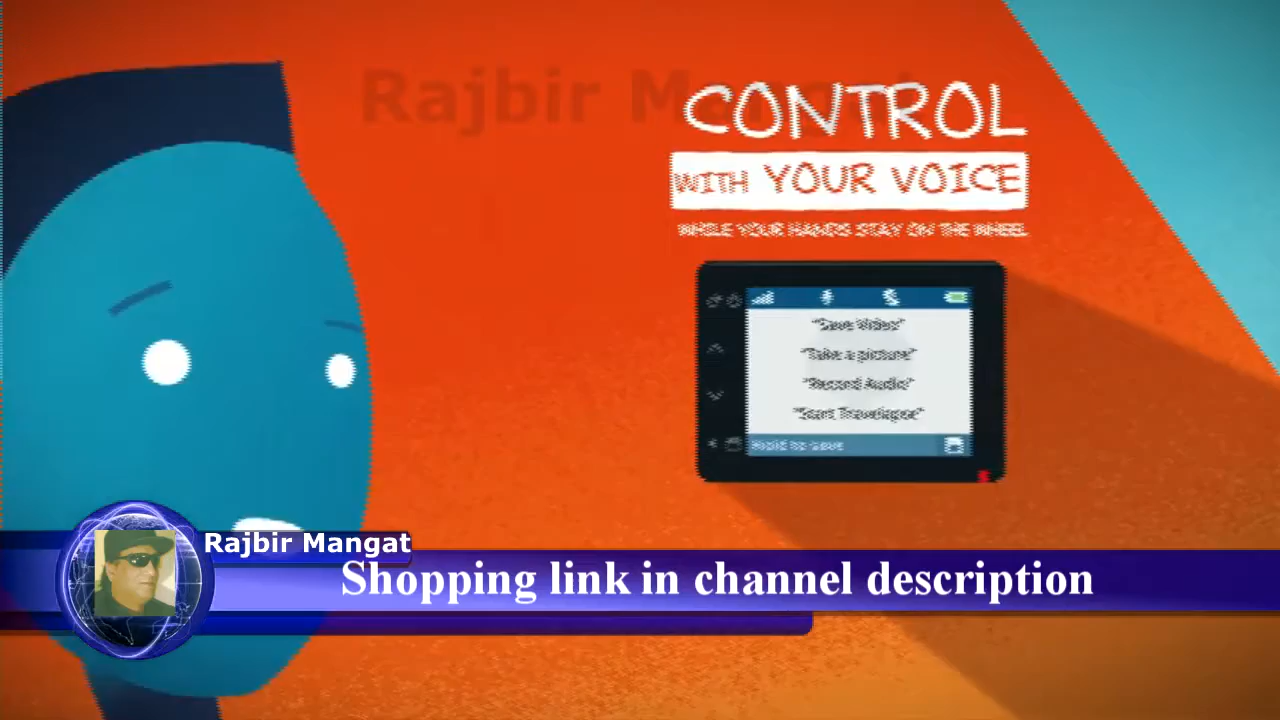 Rajbir Mangat
CONTROL
WITH YOUR VOICE
WHILE YOUR HANDS STAY ON THE WHEEL
"Save Video"
"Take a picture"
"Record Audio"
"Start Travelapse"
Hold to save
Rajbir Mangat
Shopping link in channel description